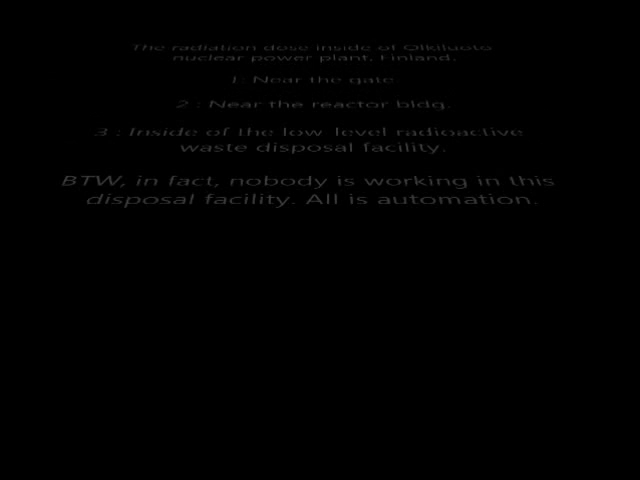 The radiation dose inside of Olkiluoto
nuclear power plant, Finland.
1: Near the gate
2 : Near the reactor bldg.
3 : Inside of the low level radioactive
waste disposal facility.
BTW, in fact, nobody is working in this
disposal facility. All is automation.